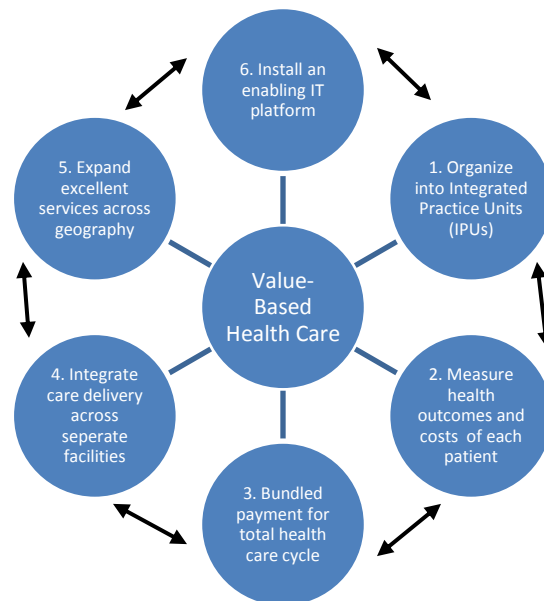 6. Install an
enabling IT
platform
5. Expand
excellent
services across
geography
1. Organize
into Integrated
Practice Units
(IPUs)
Value-
Based
Health Care
4. Integrate
care delivery
across
seperate
facilities
2. Measure
health
outcomes and
costs of each
patient
3. Bundled
payment for
total health
care cycle